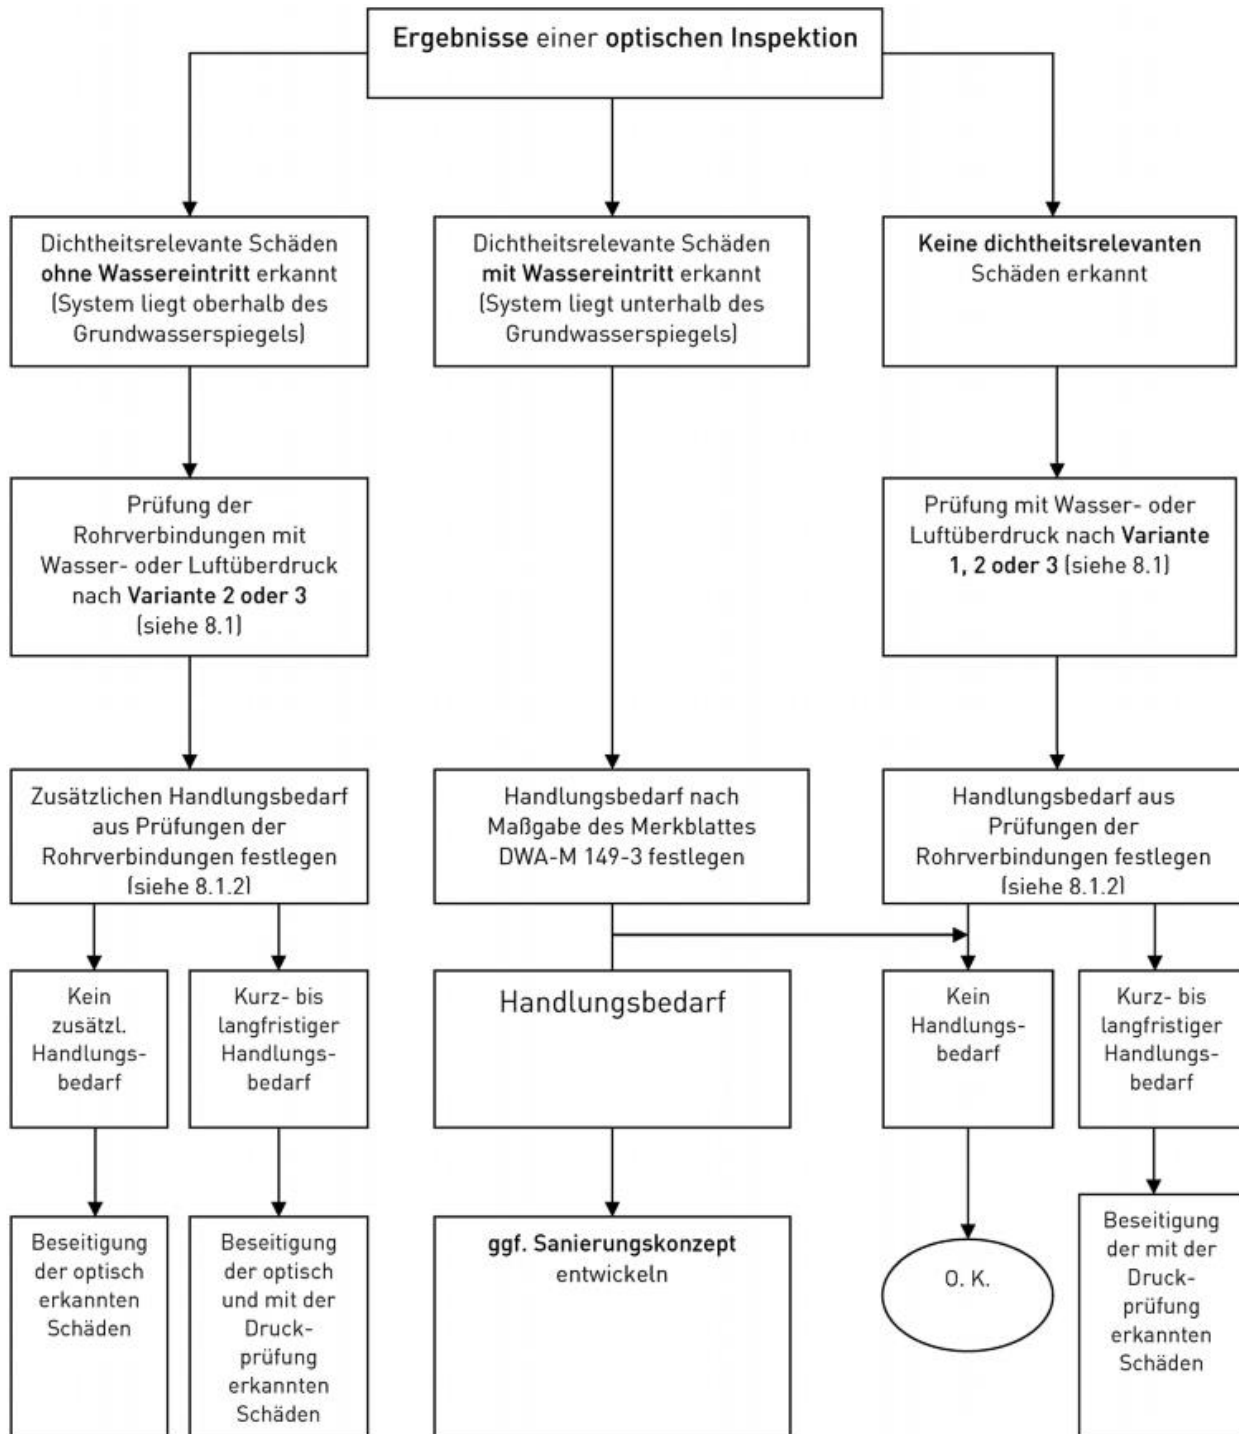 Ergebnisse einer optischen Inspektion
Dichtheitsrelevante Schäden
ohne Wassereintritt erkannt
(System liegt oberhalb des
Grundwasserspiegels)
Dichtheitsrelevante Schäden
mit Wassereintritt erkannt
(System liegt unterhalb des
Grundwasserspiegels)
Keine dichtheitsrelevanten
Schäden erkannt
Prüfung der
Rohrverbindungen mit
Wasser- oder Luftüberdruck
nach Variante 2 oder 3
(siehe 8.1)
Prüfung mit Wasser- oder
Luftüberdruck nach Variante
1, 2 oder 3 (siehe 8.1)
Zusätzlichen Handlungsbedarf
aus Prüfungen der
Rohrverbindungen festlegen
(siehe 8.1.2)
Handlungsbedarf nach
Maßgabe des Merkblattes
DWA-M 149-3 festlegen
Handlungsbedarf aus
Prüfungen der
Rohrverbindungen festlegen
(siehe 8.1.2)
Kein
zusätzl.
Handlungs-
bedarf
Kurz- bis
langfristiger
Handlungs-
bedarf
Handlungsbedarf
Kein
Handlungs-
bedarf
Kurz- bis
langfristiger
Handlungs-
bedarf
Beseitigung
der optisch
erkannten
Schäden
Beseitigung
der optisch
und mit der
Druck-
prüfung
erkannten
Schäden
ggf. Sanierungskonzept
entwickeln
O. K.
Beseitigung
der mit der
Druck-
prüfung
erkannten
Schäden